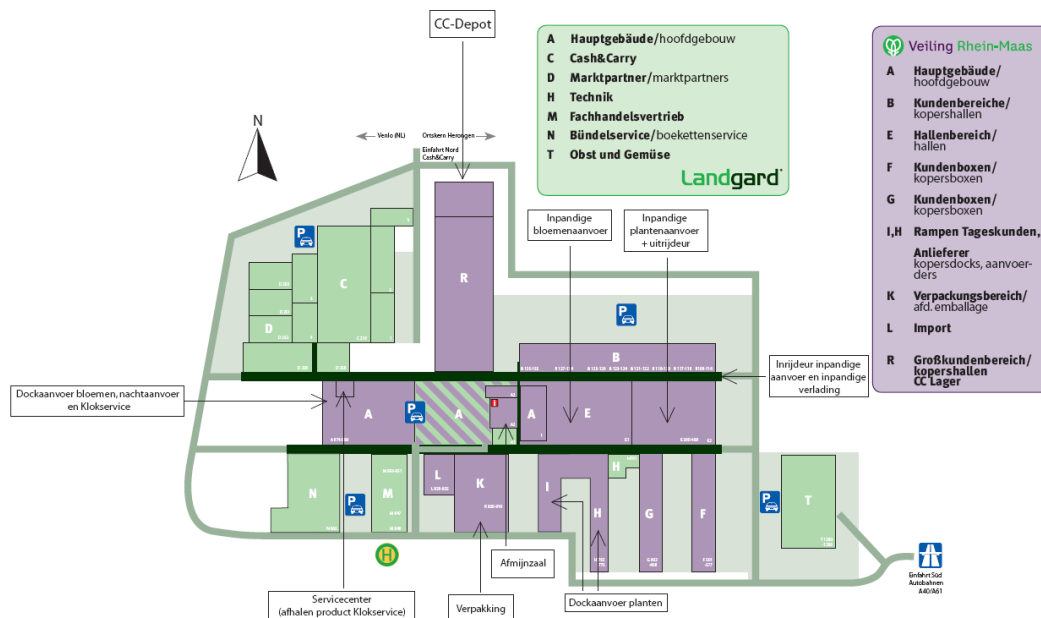 CC-Depot
A Hauptgebäude/hoofdgebouw
C Cash&Carry
D Marktpartner/marktpartners
H Technik
M Fachhandelsvertrieb
N Bündelservice/boekettenservice
T Obst und Gemüse
Landgard
Veiling Rhein-Maas
A Hauptgebäude/
hoofdgebouw
B Kundenbereiche/
kopershallen
E Hallenbereich/
hallen
F Kundenboxen/
kopersboxen
G Kundenboxen/
kopersboxen
I,H Rampen Tageskunden,
Anlieferer
kopersdocks, aanvoer-
ders
K Verpackungsbereich/
afd. emballage
L Import
R Großkundenbereich/
kopershallen
CC Lager
N
Venlo (NL)
Ortskern Herongen
Einfahrt Nord
Cash&Carry
Inpandige
bloemenaanvoer
Inpandige
plantenaanvoer
+ uitrijdeur
P
C
R
P
D
B
Inrijdeur inpandige
aanvoer en inpandige
verlading
Dockaanvoer bloemen, nachtaanvoer
en Klokservice
A
P
A
A
E
N
P
M
L
K
I
H
H
G
F
P
T
H
Afmijnzaal
Servicecenter
(afhalen product Klokservice)
Verpakking
Dockaanvoer planten
Einfahrt Süd
Autobahnen
A40/A61